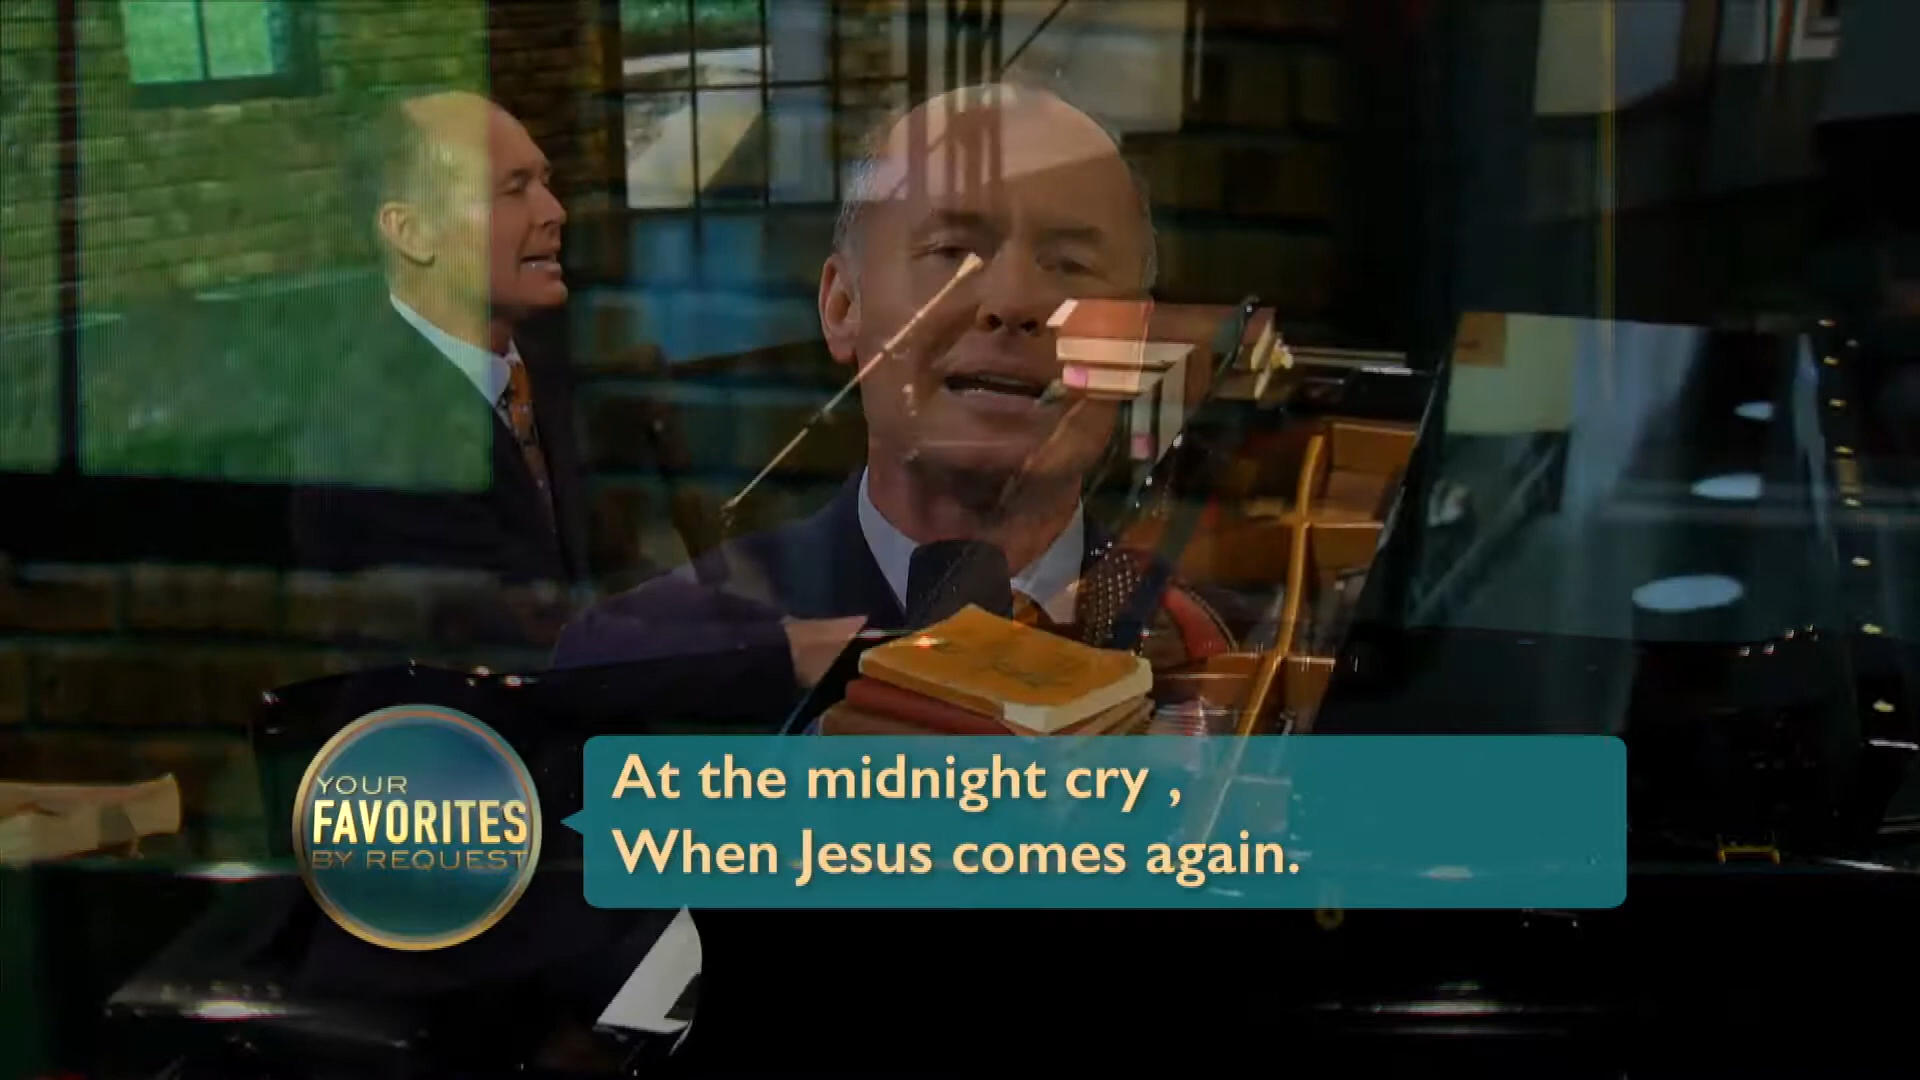 YOUR
FAVORITES
BY REQUEST
At the midnight cry ,
When Jesus comes again.